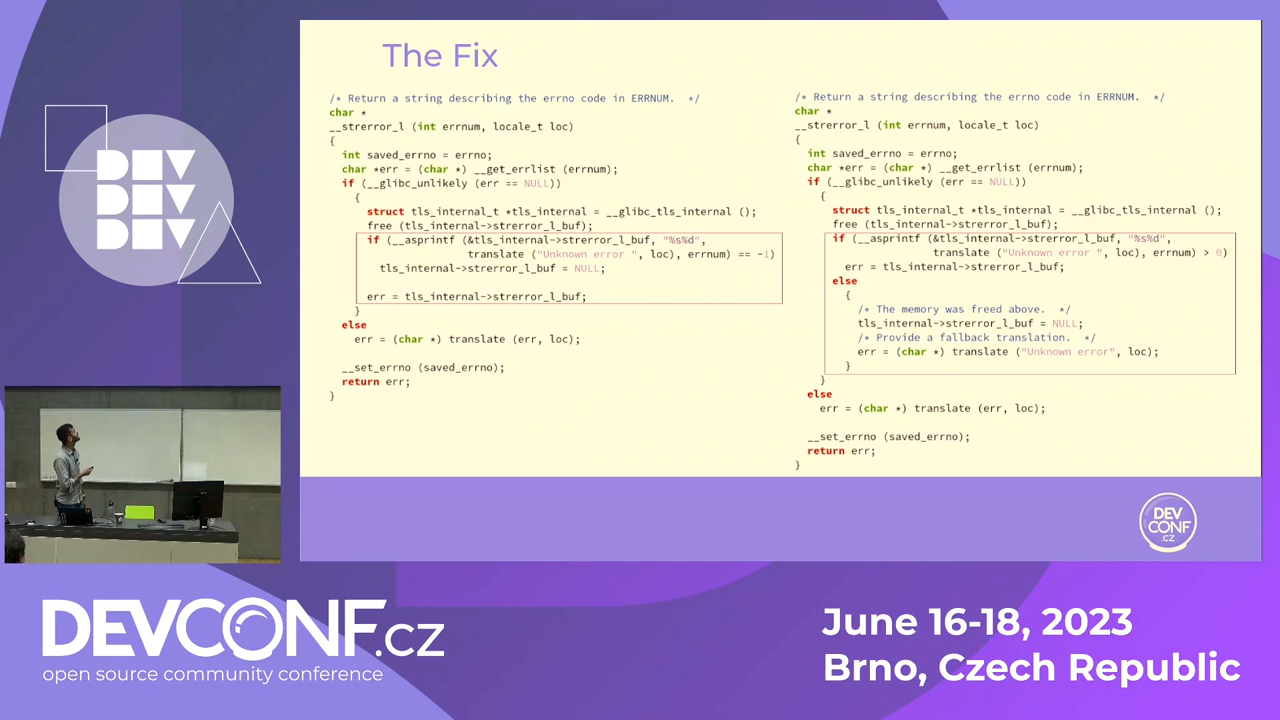 DEV
DEV
DEV
The Fix
/* Return a string describing the errno code in ERRNUM.  */
char *
__strerror_l (int errnum, locale_t loc)
{
  int saved_errno = errno;
  char *err = (char *) __get_errlist (errnum);
  if (__glibc_unlikely (err == NULL))
    {
      struct tls_internal_t *tls_internal = __glibc_tls_internal ();
      free (tls_internal->strerror_l_buf);
      if (__asprintf (&tls_internal->strerror_l_buf, "%s%d",
                      translate ("Unknown error ", loc), errnum) == -1)
        tls_internal->strerror_l_buf = NULL;

      err = tls_internal->strerror_l_buf;
    }
  else
    err = (char *) translate (err, loc);

  __set_errno (saved_errno);
  return err;
}
/* Return a string describing the errno code in ERRNUM.  */
char *
__strerror_l (int errnum, locale_t loc)
{
  int saved_errno = errno;
  char *err = (char *) __get_errlist (errnum);
  if (__glibc_unlikely (err == NULL))
    {
      struct tls_internal_t *tls_internal = __glibc_tls_internal ();
      free (tls_internal->strerror_l_buf);
      if (__asprintf (&tls_internal->strerror_l_buf, "%s%d",
                      translate ("Unknown error ", loc), errnum) > 0)
        err = tls_internal->strerror_l_buf;
      else
        {
          /* The memory was freed above.  */
          tls_internal->strerror_l_buf = NULL;
          /* Provide a fallback translation.  */
          err = (char *) translate ("Unknown error", loc);
        }
    }
  else
    err = (char *) translate (err, loc);

  __set_errno (saved_errno);
  return err;
}
DEV
CONF
.CZ
DEVCONF.cz
open source community conference
June 16-18, 2023
Brno, Czech Republic